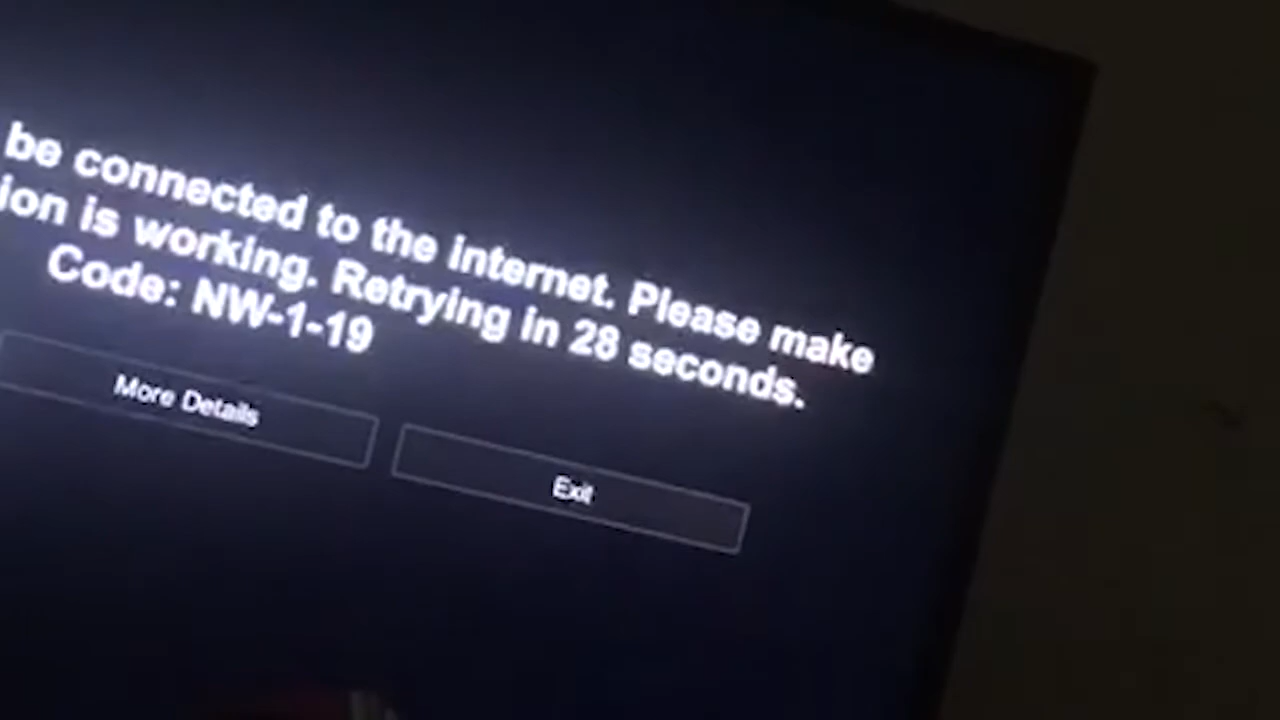 be connected to the internet. Please make
ion is working. Retrying in 28 seconds.
Code: NW-1-19
More Details
Exit